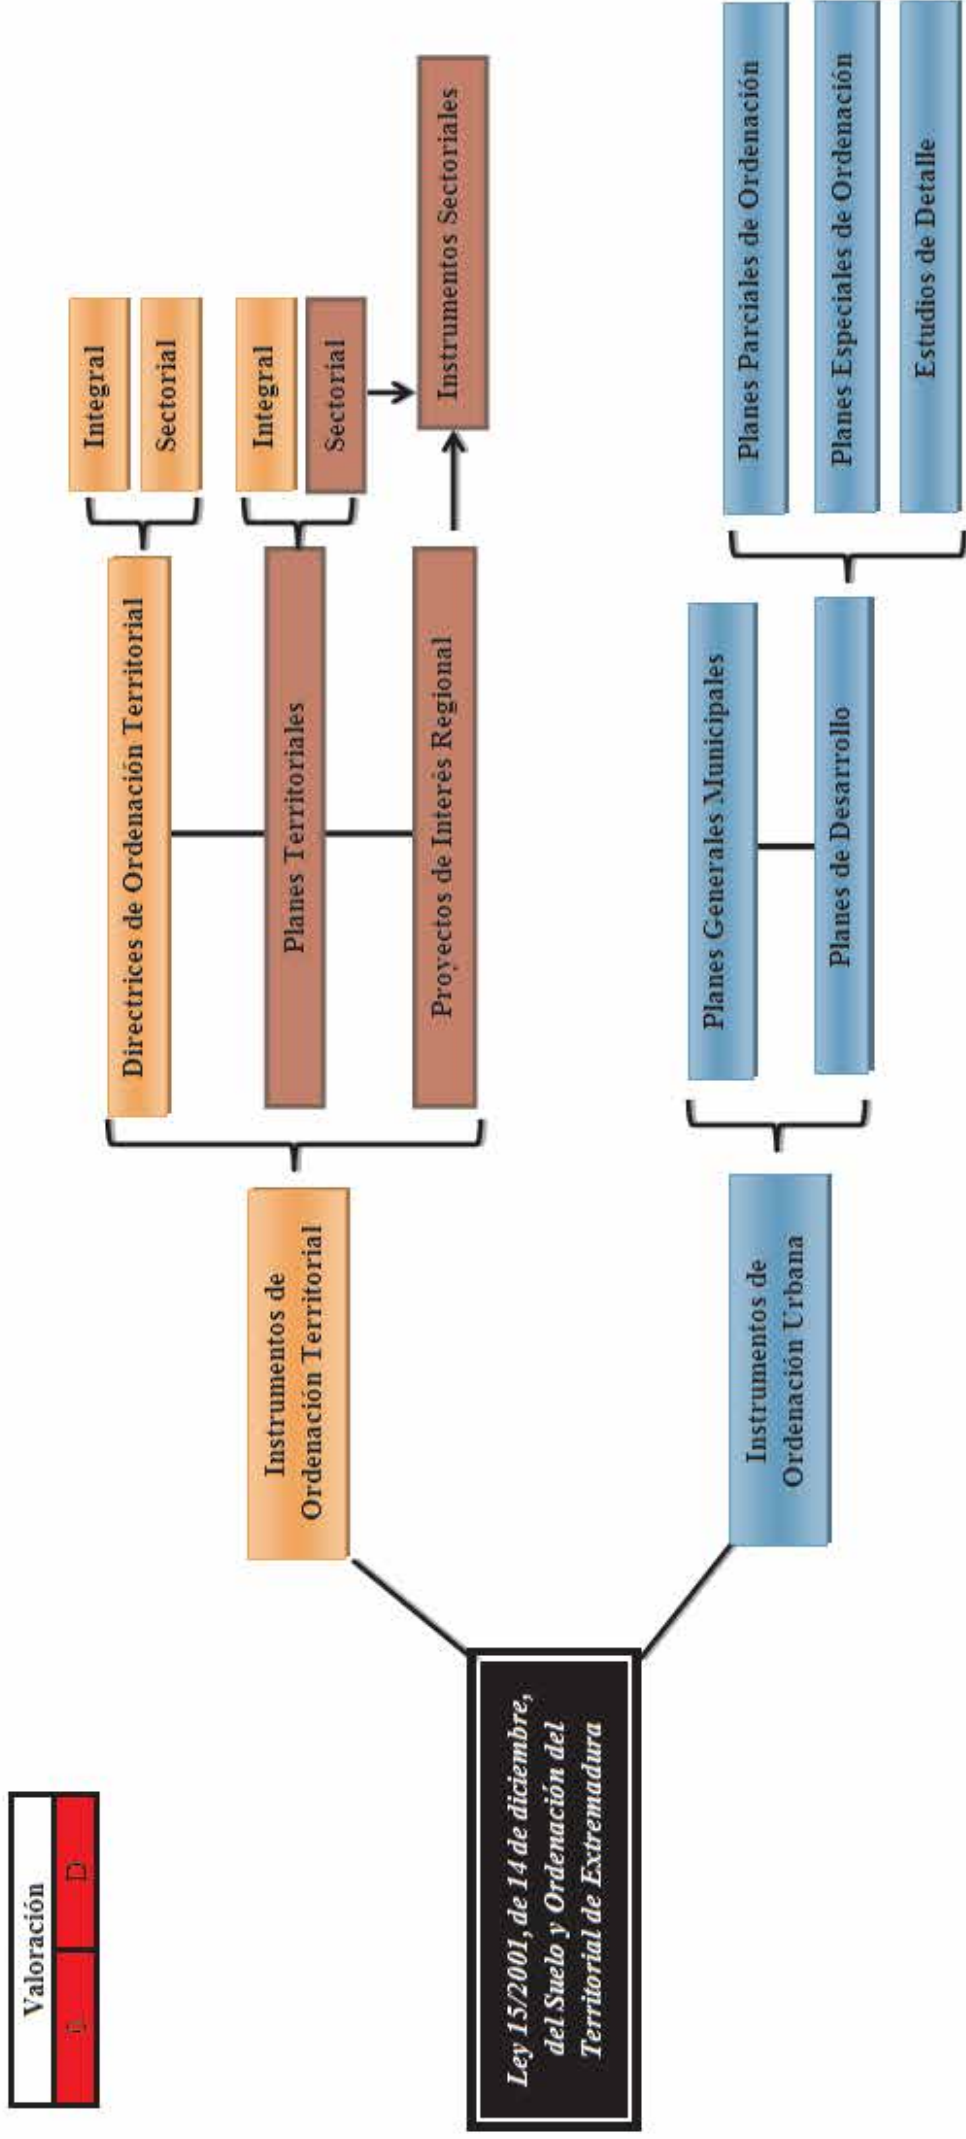 Valoración
D
Ley 15/2001, de 14 de diciembre,
del Suelo y Ordenación del
Territorial de Extremadura
Instrumentos de
Ordenación Territorial
Directrices de Ordenación Territorial
Integral
Sectorial
Planes Territoriales
Integral
Sectorial
Proyectos de Interés Regional
Instrumentos Sectoriales
Instrumentos de
Ordenación Urbana
Planes Generales Municipales
Planes de Desarrollo
Planes Parciales de Ordenación
Planes Especiales de Ordenación
Estudios de Detalle